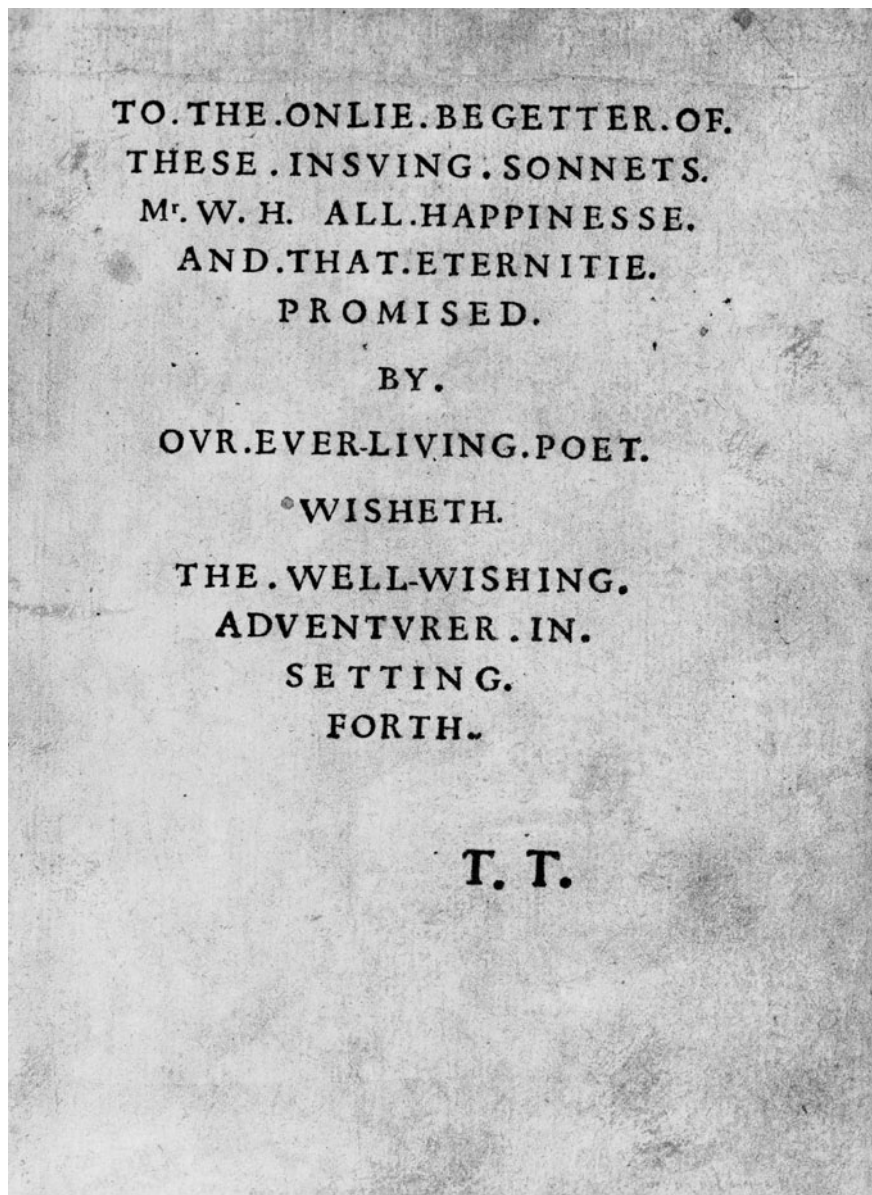 TO.THE.ONLIE.BEGETTER.OF.
THESE.INSVING.SONNETS.
Mr.W.H. ALL.HAPPINESSE.
AND.THAT.ETERNITIE.
PROMISED.
BY.
OVR.EVER-LIVING.POET.
WISHETH.
THE.WELL-WISHING.
ADVENTVRER.IN.
SETTING.
FORTH.
T. T.